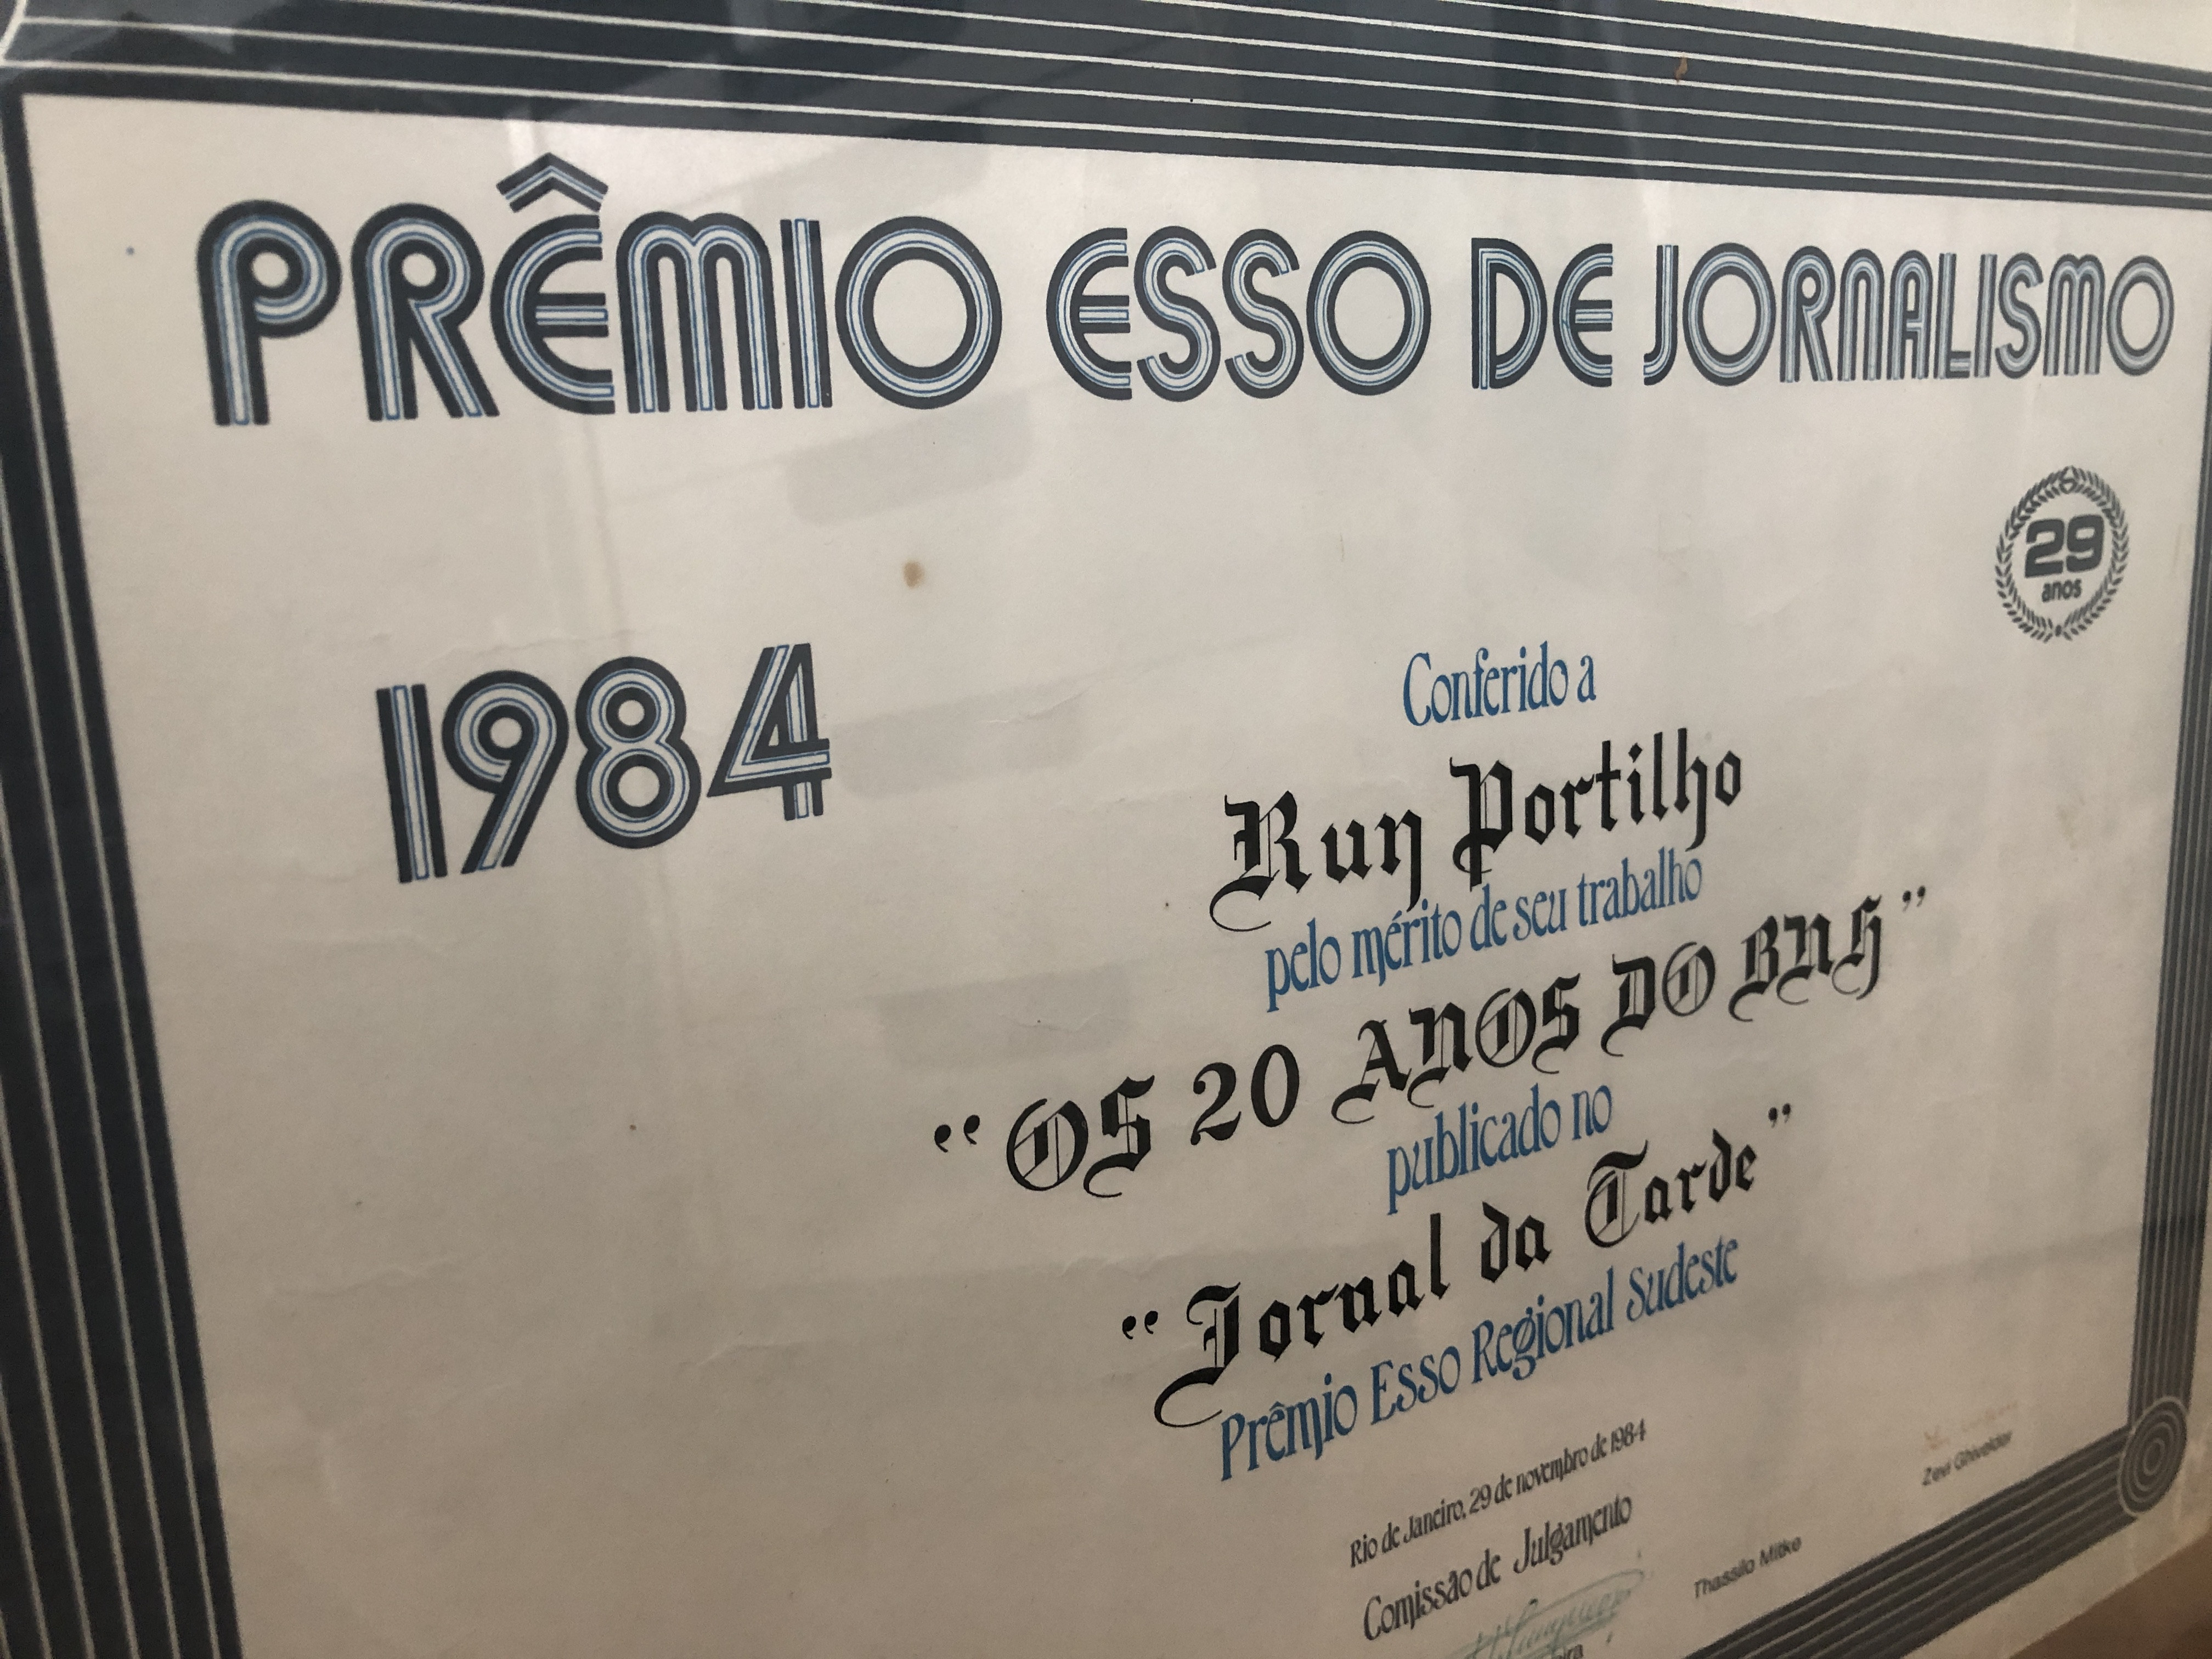 PRÊMIO ESSO DE JORNALISMO
29
anos
1984
Conferido a
Ruy Portilho
pelo mérito de seu trabalho
“OS 20 ANOS DO BNH”
publicado no
“Jornal da Tarde”
Prêmio Esso Regional Sudeste
Rio de Janeiro, 29 de novembro de 1984
Comissão de Julgamento
Zevi Ghivelder
Thassilo Mitke